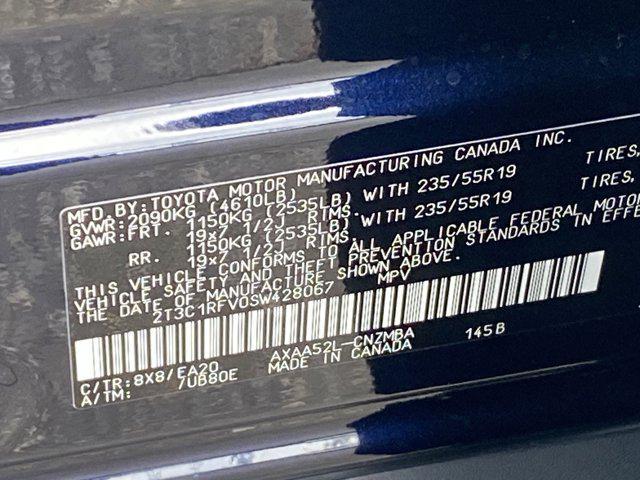 MFD. BY: TOYOTA MOTOR MANUFACTURING CANADA INC.
GVWR: 2090KG (4610LB)
GAWR: FRT. 1150KG (2535LB) WITH 235/55R19 TIRES,
19×7 1/2J RIMS.
RR. 1150KG (2535LB) WITH 235/55R19 TIRES,
19×7 1/2J RIMS.
THIS VEHICLE CONFORMS TO ALL APPLICABLE FEDERAL MOTOR
VEHICLE SAFETY AND THEFT PREVENTION STANDARDS IN EFFE
THE DATE OF MANUFACTURE SHOWN ABOVE.
2T3C1RFV0SW428067 MPV
C/TR: 8X8/EA20 AXAA52L-CNZMBA 145B
A/TM: 7UB80E MADE IN CANADA